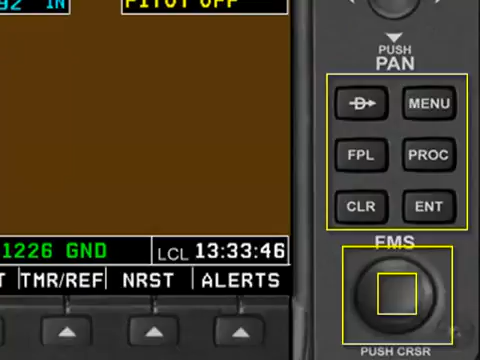 92 IN
PITOT OFF
PUSH
PAN
MENU
FPL PROC
CLR ENT
FMS
1226 GND
LCL 13:33:46
T TMR/REF NRST ALERTS
PUSH CRSR